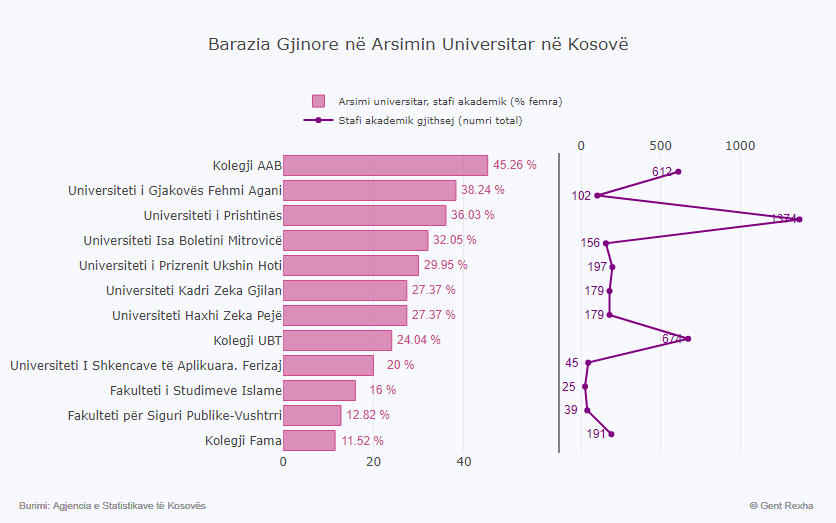 Barazia Gjinore në Arsimin Universitar në Kosovë
Arsimi universitar, stafi akademik (% femra)
Stafi akademik gjithsej (numri total)
0 500 1000
Kolegji AAB 45.26 % 612
Universiteti i Gjakovës Fehmi Agani 38.24 % 102
Universiteti i Prishtinës 36.03 % 1374
Universiteti Isa Boletini Mitrovicë 32.05 % 156
Universiteti i Prizrenit Ukshin Hoti 29.95 % 197
Universiteti Kadri Zeka Gjilan 27.37 % 179
Universiteti Haxhi Zeka Pejë 27.37 % 179
Kolegji UBT 24.04 % 674
Universiteti I Shkencave të Aplikuara. Ferizaj 20 % 45
Fakulteti i Studimeve Islame 16 % 25
Fakulteti për Siguri Publike-Vushtrri 12.82 % 39
Kolegji Fama 11.52 % 191
0 20 40
Burimi: Agjencia e Statistikave të Kosovës
© Gent Rexha